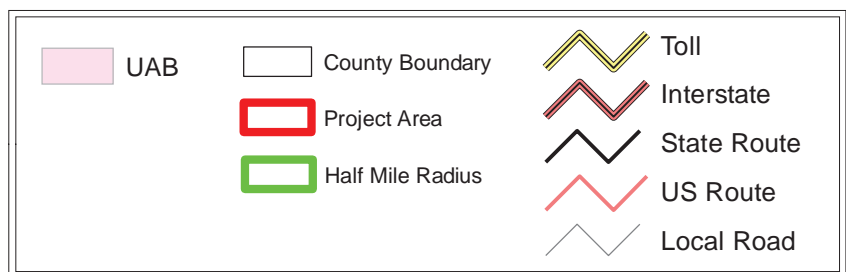 UAB
County Boundary
Project Area
Half Mile Radius
Toll
Interstate
State Route
US Route
Local Road